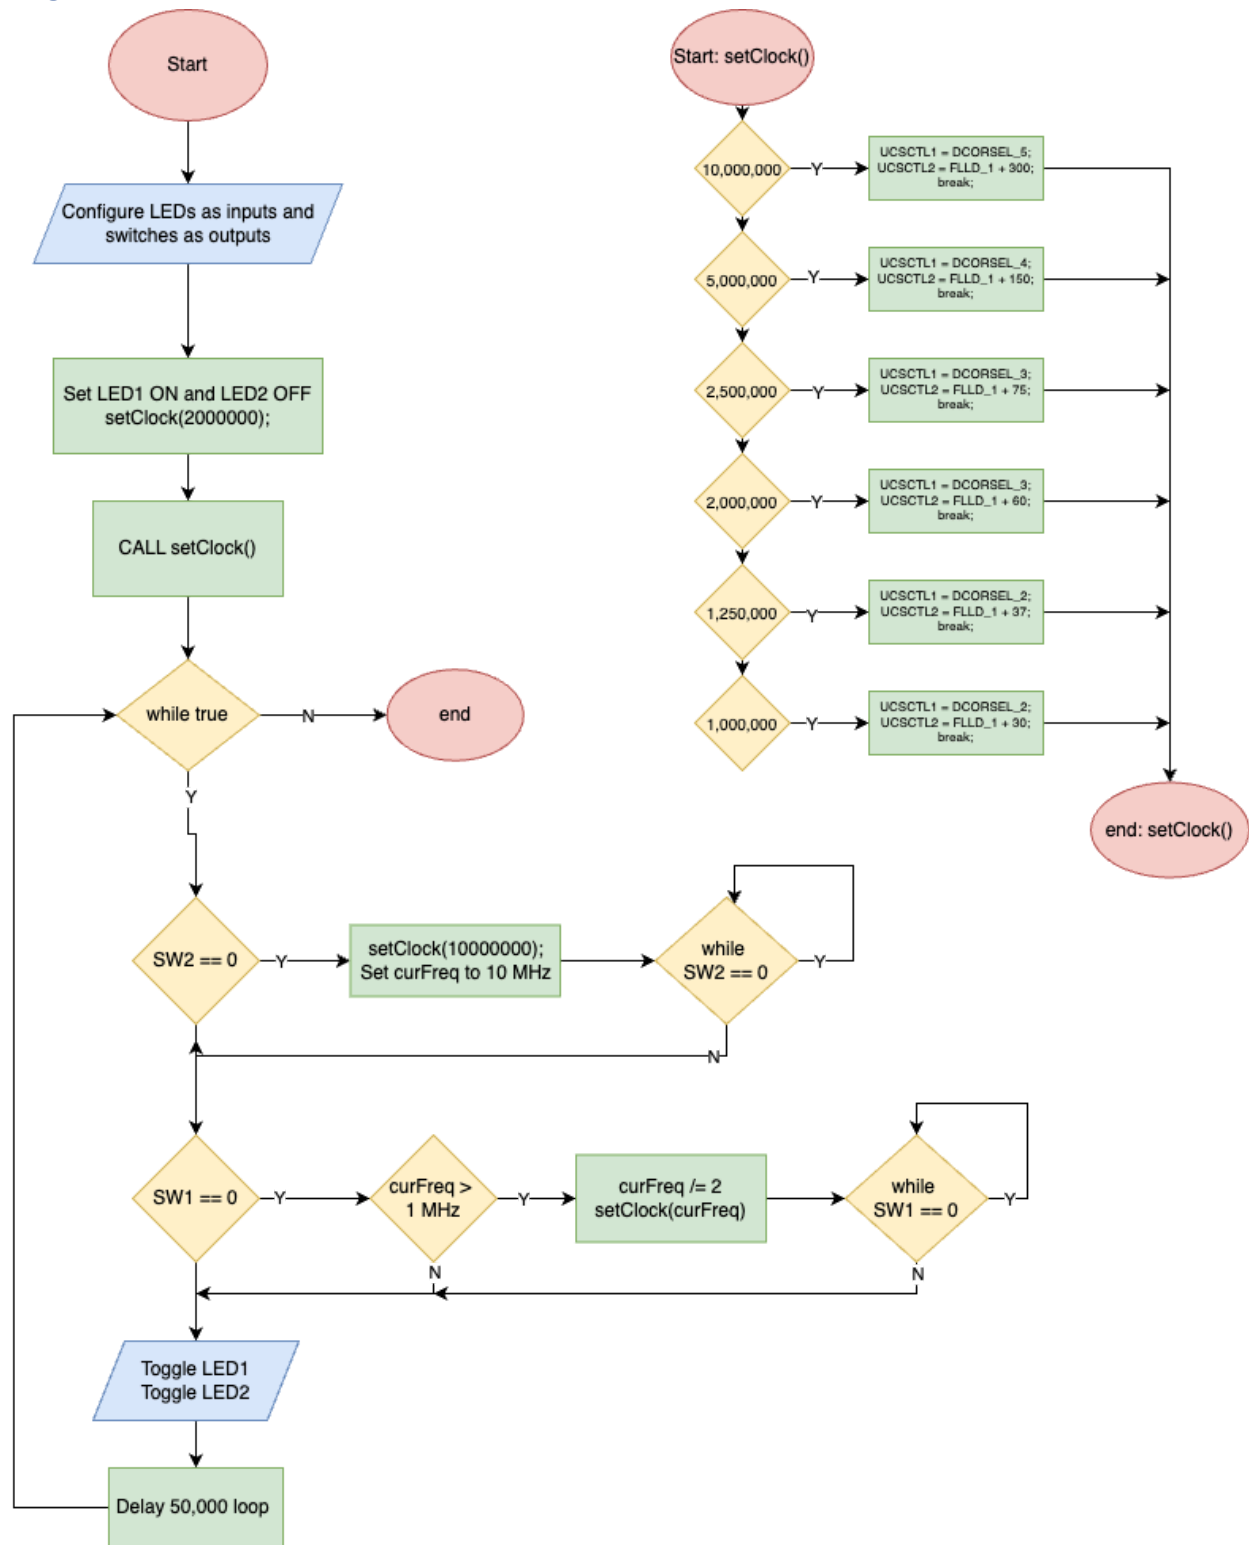 Start
Configure LEDs as inputs and
switches as outputs
Set LED1 ON and LED2 OFF
setClock(2000000);
CALL setClock()
while true
N
end
Y
SW2 == 0
Y
setClock(10000000);
Set curFreq to 10 MHz
while
SW2 == 0
Y
N
SW1 == 0
Y
curFreq >
1 MHz
Y
curFreq /= 2
setClock(curFreq)
while
SW1 == 0
Y
N
N
Toggle LED1
Toggle LED2
Delay 50,000 loop
Start: setClock()
10,000,000
Y
UCSCTL1 = DCORSEL_5;
UCSCTL2 = FLLD_1 + 300;
break;
5,000,000
Y
UCSCTL1 = DCORSEL_4;
UCSCTL2 = FLLD_1 + 150;
break;
2,500,000
Y
UCSCTL1 = DCORSEL_3;
UCSCTL2 = FLLD_1 + 75;
break;
2,000,000
Y
UCSCTL1 = DCORSEL_3;
UCSCTL2 = FLLD_1 + 60;
break;
1,250,000
Y
UCSCTL1 = DCORSEL_2;
UCSCTL2 = FLLD_1 + 37;
break;
1,000,000
Y
UCSCTL1 = DCORSEL_2;
UCSCTL2 = FLLD_1 + 30;
break;
end: setClock()